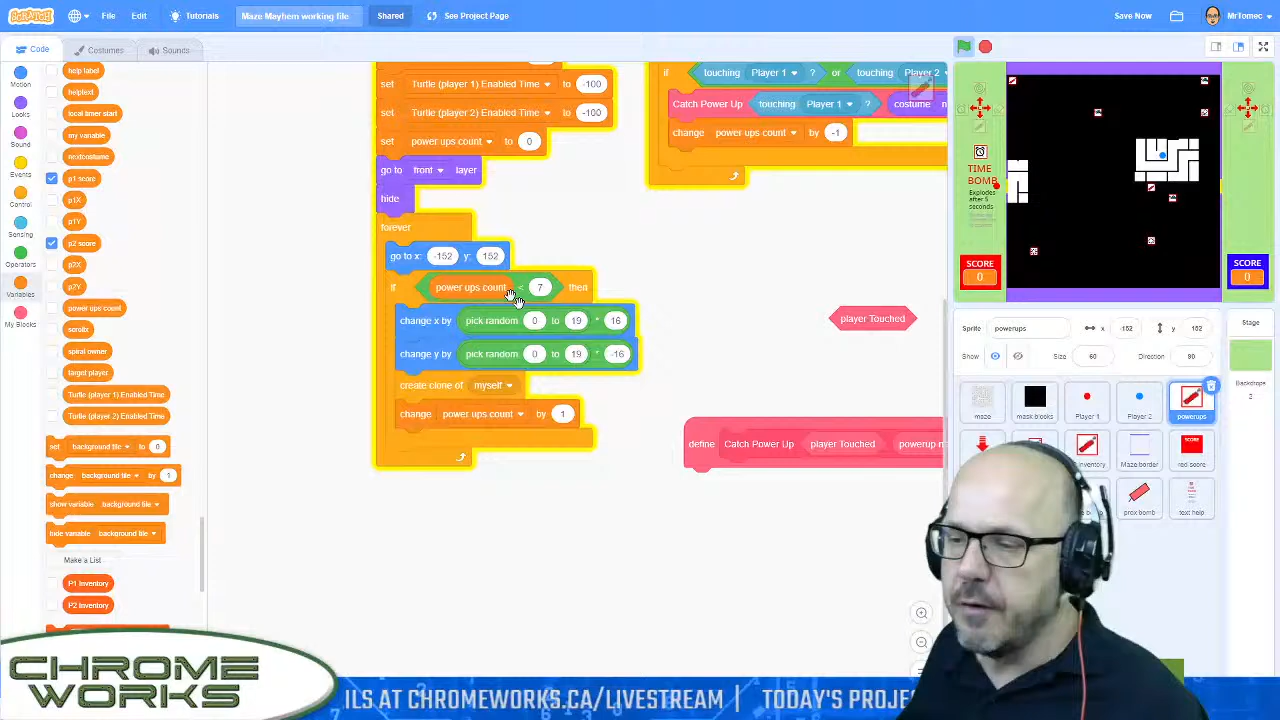 SCRATCH File Edit Tutorials Maze Mayhem working file Shared See Project Page Save Now MrTomec
Code Costumes Sounds
Motion
Looks
Sound
Events
Control
Sensing
Operators
Variables
My Blocks
help label
helptext
local timer start
my variable
nextcostume
p1 score
p1X
p1Y
p2 score
p2X
p2Y
power ups count
scrollx
spiral owner
target player
Turtle (player 1) Enabled Time
Turtle (player 2) Enabled Time
set background tile to 0
change background tile by 1
show variable background tile
hide variable background tile
Make a List
P1 Inventory
P2 Inventory
set Turtle (player 1) Enabled Time to -100
set Turtle (player 2) Enabled Time to -100
set power ups count to 0
go to front layer
hide
forever
go to x: -152 y: 152
if power ups count < 7 then
change x by pick random 0 to 19 * 16
change y by pick random 0 to 19 * -16
create clone of myself
change power ups count by 1
if touching Player 1 ? or touching Player 2
Catch Power Up touching Player 1 ? costume n
change power ups count by -1
player Touched
define Catch Power Up player Touched powerup n
TIME
BOMB
Explodes
after 5
seconds
SCORE
0
SCORE
0
Sprite powerups x -152 y 152
Show Size 60 Direction 90
Stage
Backdrops
2
maze mask blocks Player 1 Player 2 powerups
nventory Maze border red score
prox bomb text help
CHROME
WORKS
ILS AT CHROMEWORKS.CA/LIVESTREAM | TODAY'S PROJE